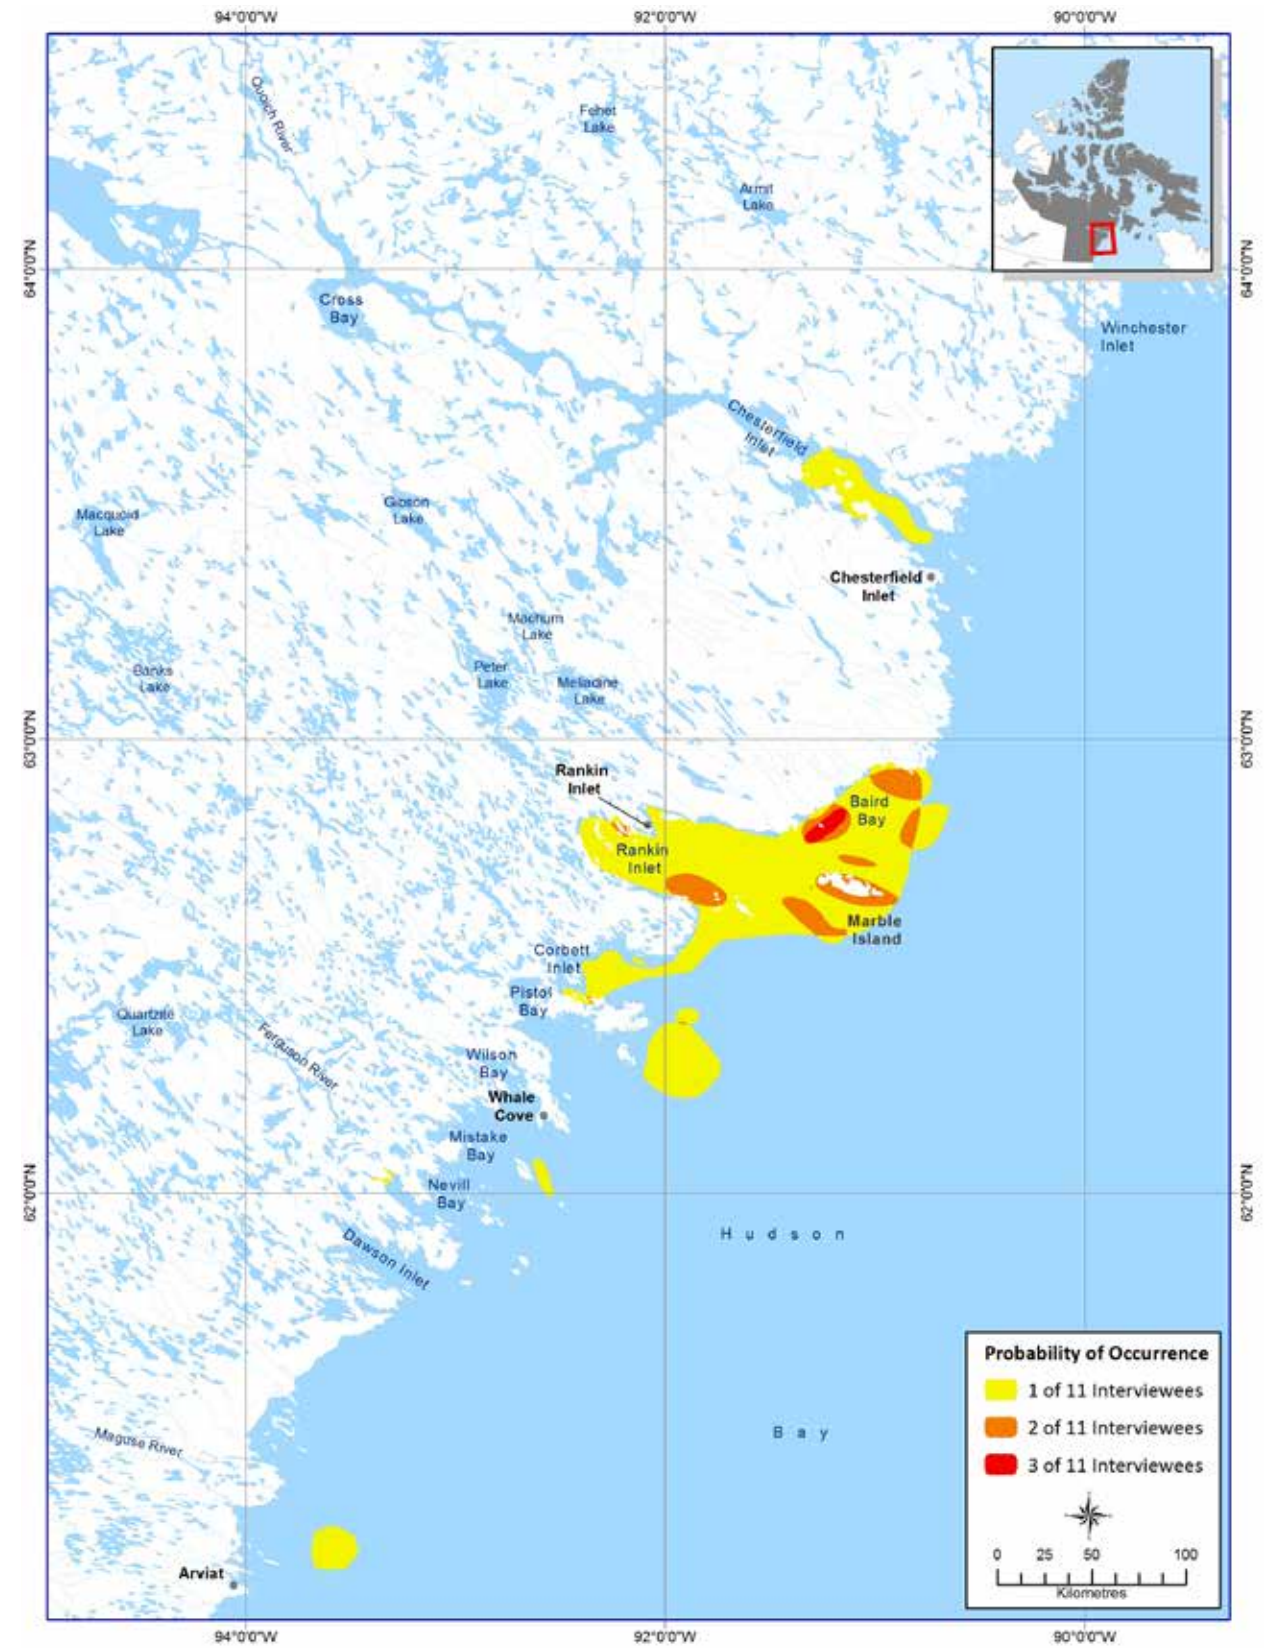 94°0'0"W
92°0'0"W
90°0'0"W
Quoich River
Fehet
Lake
Armit
Lake
64°0'0"N
64°0'0"N
Cross
Bay
Winchester
Inlet
Chesterfield
Inlet
Gibson
Lake
Macquoid
Lake
Chesterfield
Inlet
Machum
Lake
Peter
Lake
Meliadine
Lake
Banks
Lake
63°0'0"N
63°0'0"N
Rankin
Inlet
Baird
Bay
Rankin
Inlet
Marble
Island
Corbett
Inlet
Pistol
Bay
Quartzite
Lake
Ferguson River
Wilson
Bay
Whale
Cove
Mistake
Bay
Nevill
Bay
62°0'0"N
62°0'0"N
Dawson Inlet
Hudson
Bay
Maguse River
Arviat
Probability of Occurrence
1 of 11 Interviewees
2 of 11 Interviewees
3 of 11 Interviewees
0 25 50 100
Kilometres
94°0'0"W
92°0'0"W
90°0'0"W